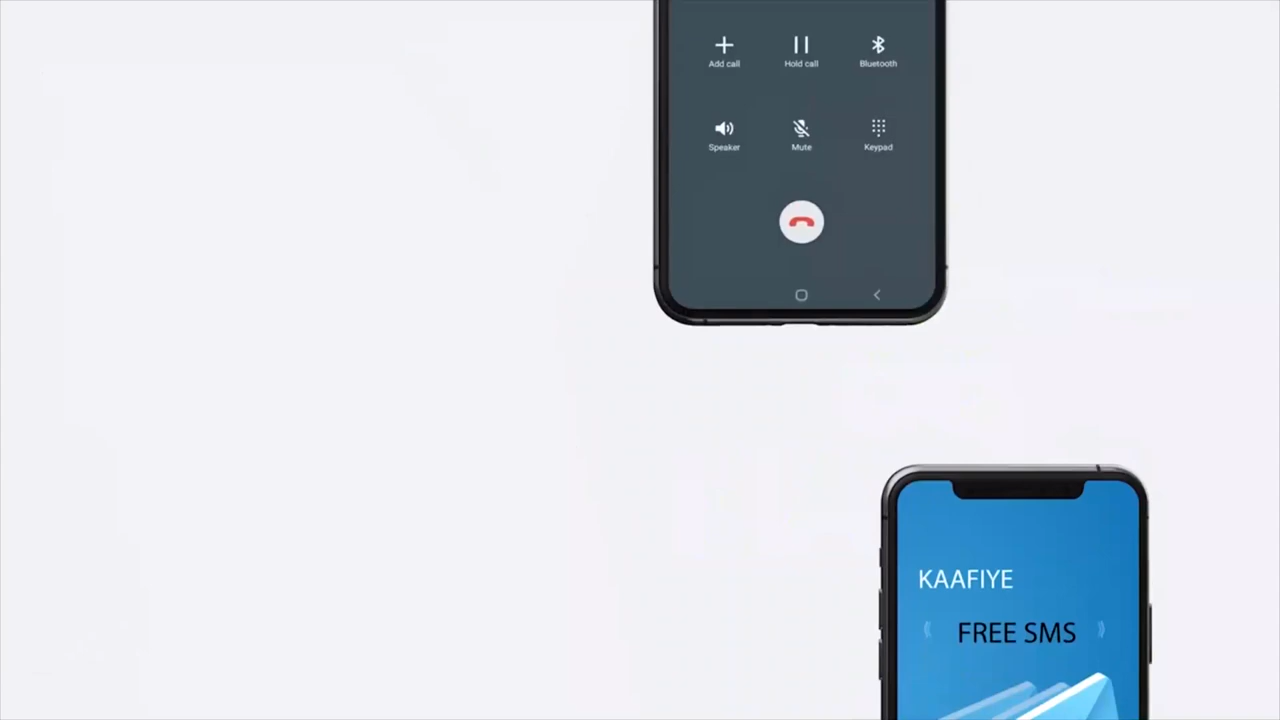 Add call Hold call Bluetooth
Speaker Mute Keypad
KAAFIYE
FREE SMS